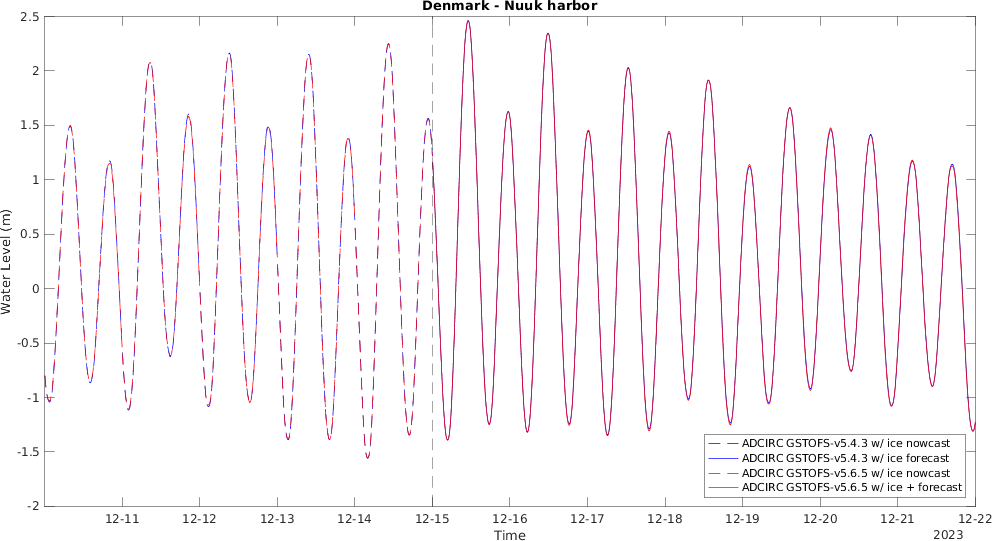 Denmark - Nuuk harbor
2.5
2
1.5
1
0.5
0
-0.5
-1
-1.5
-2
Water Level (m)
12-11 12-12 12-13 12-14 12-15 12-16 12-17 12-18 12-19 12-20 12-21 12-22
Time
2023
ADCIRC GSTOFS-v5.4.3 w/ ice nowcast
ADCIRC GSTOFS-v5.4.3 w/ ice forecast
ADCIRC GSTOFS-v5.6.5 w/ ice nowcast
ADCIRC GSTOFS-v5.6.5 w/ ice + forecast